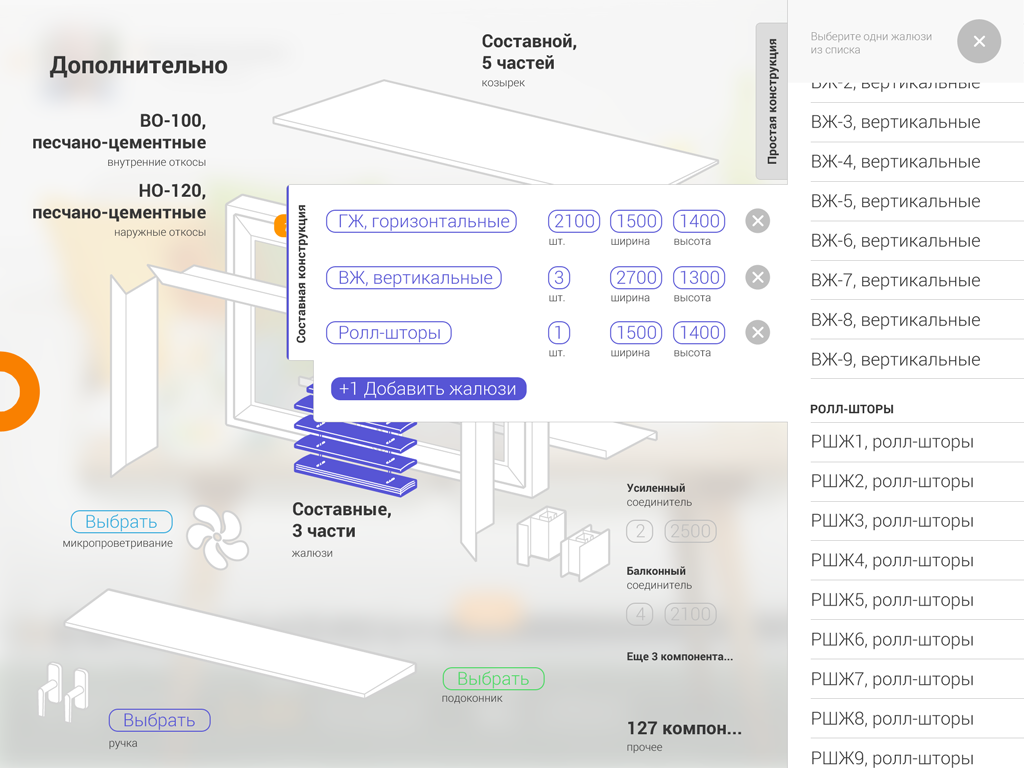 Дополнительно
ВО-100,
песчано-цементные
внутренние откосы
НО-120,
песчано-цементные
наружные откосы
Составной,
5 частей
козырек
Простая конструкция
Составная конструкция
ГЖ, горизонтальные 2100 1500 1400
шт. ширина высота
ВЖ, вертикальные 3 2700 1300
шт. ширина высота
Ролл-шторы 1 1500 1400
шт. ширина высота
+1 Добавить жалюзи
Составные,
3 части
жалюзи
Выбрать
микропроветривание
Усиленный
соединитель
2 2500
Балконный
соединитель
4 2100
Еще 3 компонента...
Выбрать
подоконник
Выбрать
ручка
127 компон...
прочее
Выберите одни жалюзи
из списка
ВЖ-2, вертикальные
ВЖ-3, вертикальные
ВЖ-4, вертикальные
ВЖ-5, вертикальные
ВЖ-6, вертикальные
ВЖ-7, вертикальные
ВЖ-8, вертикальные
ВЖ-9, вертикальные
РОЛЛ-ШТОРЫ
РШЖ1, ролл-шторы
РШЖ2, ролл-шторы
РШЖ3, ролл-шторы
РШЖ4, ролл-шторы
РШЖ5, ролл-шторы
РШЖ6, ролл-шторы
РШЖ7, ролл-шторы
РШЖ8, ролл-шторы
РШЖ9, ролл-шторы